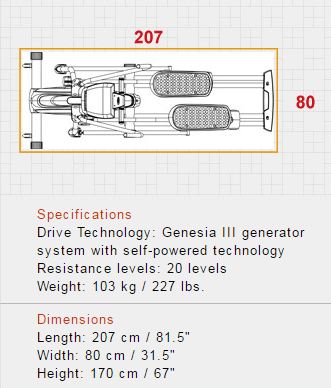 207
80
Specifications
Drive Technology: Genesia III generator
system with self-powered technology
Resistance levels: 20 levels
Weight: 103 kg / 227 lbs.
Dimensions
Length: 207 cm / 81.5"
Width: 80 cm / 31.5"
Height: 170 cm / 67"